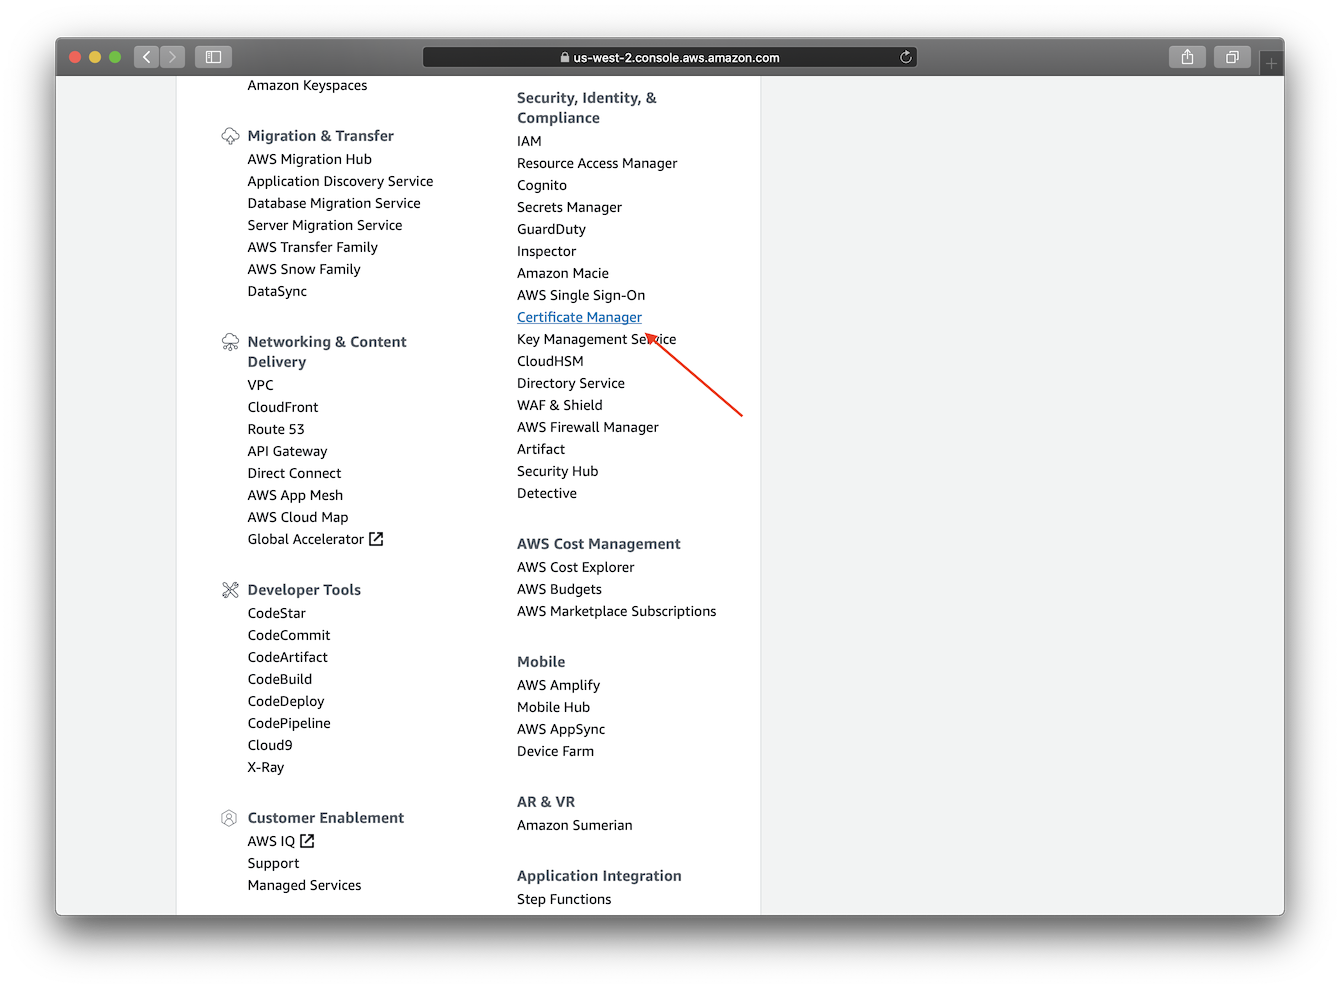 us-west-2.console.aws.amazon.com
Amazon Keyspaces
Migration & Transfer
AWS Migration Hub
Application Discovery Service
Database Migration Service
Server Migration Service
AWS Transfer Family
AWS Snow Family
DataSync
Networking & Content
Delivery
VPC
CloudFront
Route 53
API Gateway
Direct Connect
AWS App Mesh
AWS Cloud Map
Global Accelerator
Developer Tools
CodeStar
CodeCommit
CodeArtifact
CodeBuild
CodeDeploy
CodePipeline
Cloud9
X-Ray
Customer Enablement
AWS IQ
Support
Managed Services
Security, Identity, &
Compliance
IAM
Resource Access Manager
Cognito
Secrets Manager
GuardDuty
Inspector
Amazon Macie
AWS Single Sign-On
Certificate Manager
Key Management Service
CloudHSM
Directory Service
WAF & Shield
AWS Firewall Manager
Artifact
Security Hub
Detective
AWS Cost Management
AWS Cost Explorer
AWS Budgets
AWS Marketplace Subscriptions
Mobile
AWS Amplify
Mobile Hub
AWS AppSync
Device Farm
AR & VR
Amazon Sumerian
Application Integration
Step Functions